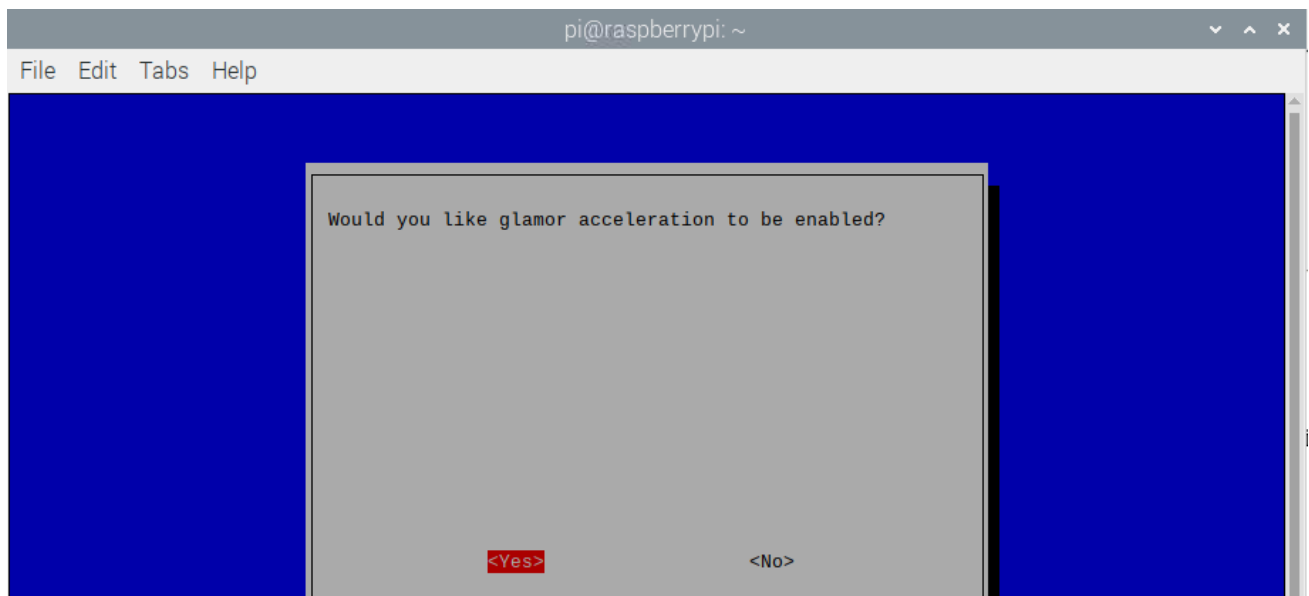 pi@raspberrypi: ~
File Edit Tabs Help
Would you like glamor acceleration to be enabled?
<Yes> <No>